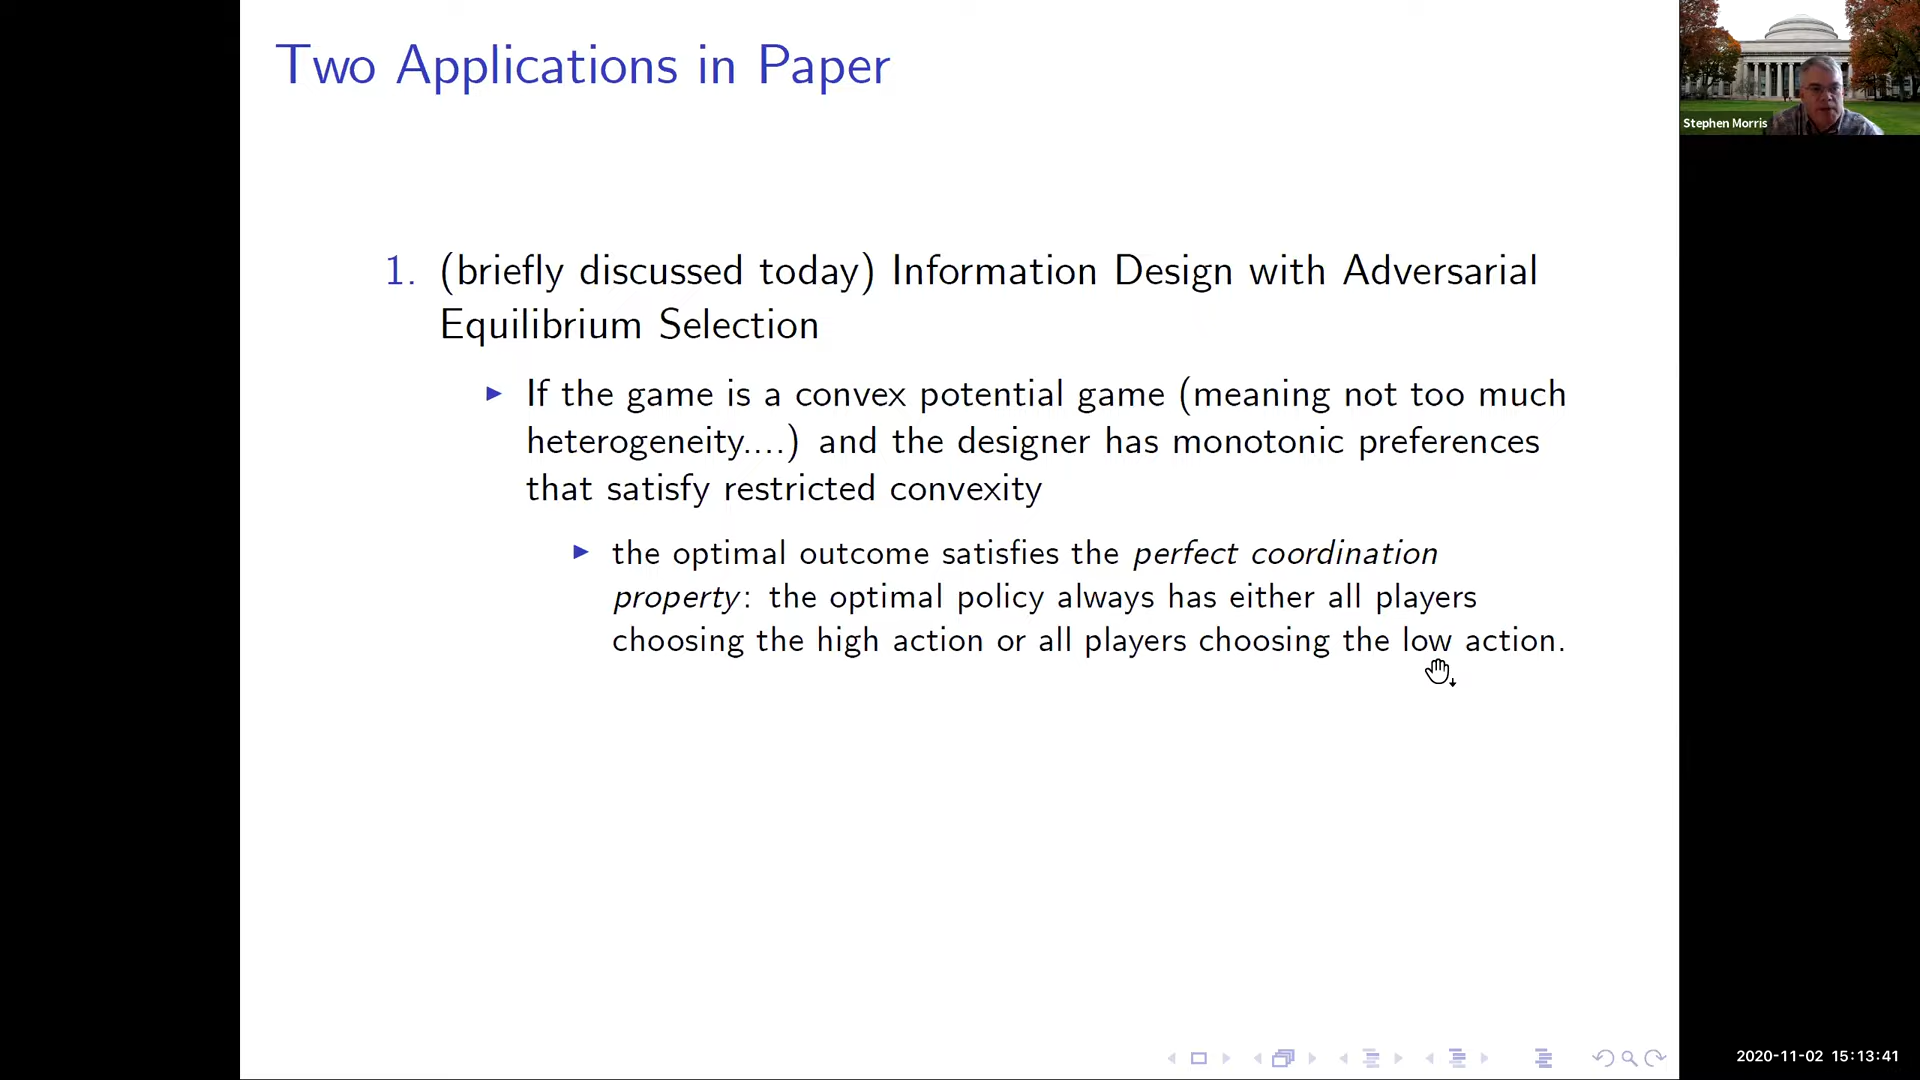 Two Applications in Paper
Stephen Morris
1. (briefly discussed today) Information Design with Adversarial
Equilibrium Selection
If the game is a convex potential game (meaning not too much
heterogeneity....) and the designer has monotonic preferences
that satisfy restricted convexity
the optimal outcome satisfies the perfect coordination
property: the optimal policy always has either all players
choosing the high action or all players choosing the low action.
2020-11-02 15:13:41